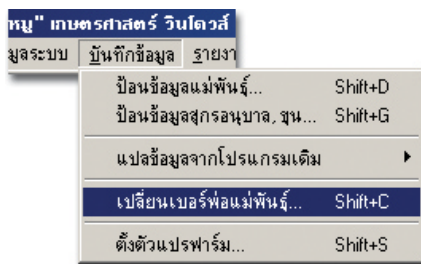 หมู" เกษตรศาสตร์ วินโดวส์
มูลระบบ บันทึกข้อมูล รายงา
ป้อนข้อมูลแม่พันธุ์... Shift+D
ป้อนข้อมูลสุกรอนุบาล, ขุน... Shift+G
แปลข้อมูลจากโปรแกรมเดิม
เปลี่ยนเบอร์พ่อแม่พันธุ์... Shift+C
ตั้งตัวแปรฟาร์ม... Shift+S